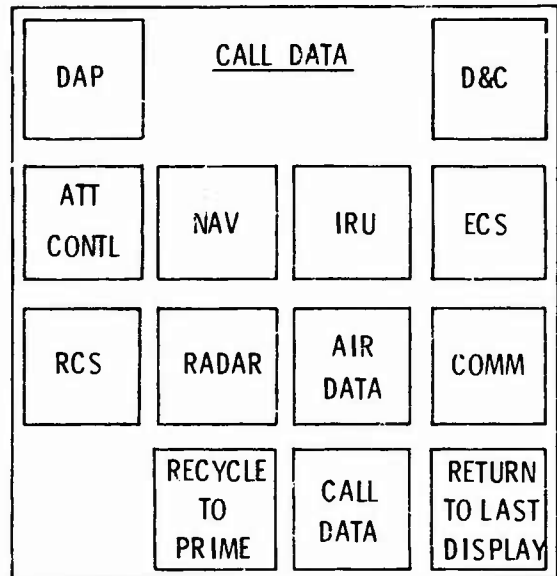 DAP
CALL DATA
D&C
ATT
CONTL
NAV
IRU
ECS
RCS
RADAR
AIR
DATA
COMM
RECYCLE
TO
PRIME
CALL
DATA
RETURN
TO LAST
DISPLAY